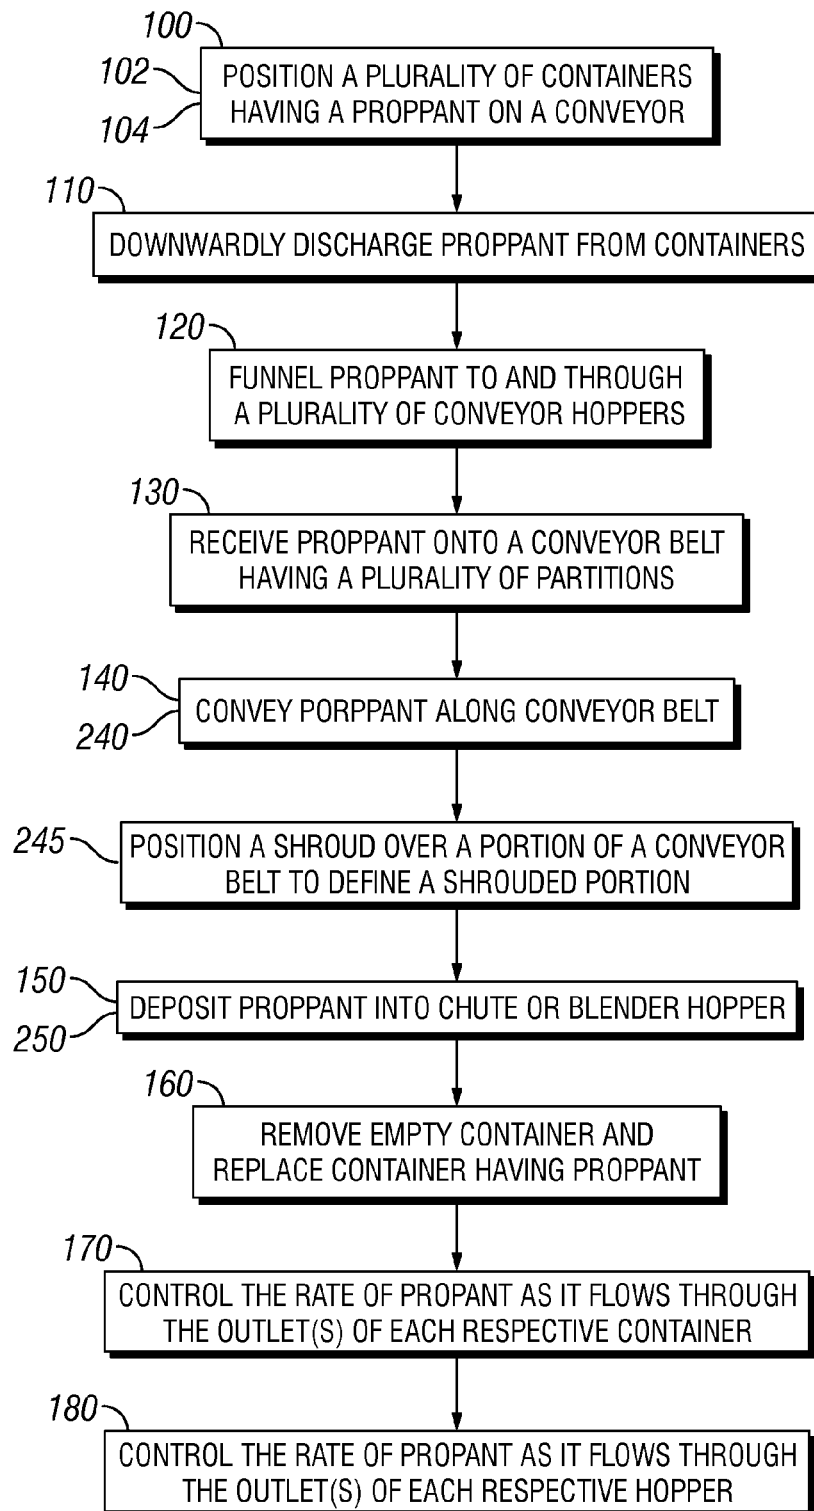 100
102
104
POSITION A PLURALITY OF CONTAINERS
HAVING A PROPPANT ON A CONVEYOR
110
DOWNWARDLY DISCHARGE PROPPANT FROM CONTAINERS
120
FUNNEL PROPPANT TO AND THROUGH
A PLURALITY OF CONVEYOR HOPPERS
130
RECEIVE PROPPANT ONTO A CONVEYOR BELT
HAVING A PLURALITY OF PARTITIONS
140
240
CONVEY PORPPANT ALONG CONVEYOR BELT
245
POSITION A SHROUD OVER A PORTION OF A CONVEYOR
BELT TO DEFINE A SHROUDED PORTION
150
250
DEPOSIT PROPPANT INTO CHUTE OR BLENDER HOPPER
160
REMOVE EMPTY CONTAINER AND
REPLACE CONTAINER HAVING PROPPANT
170
CONTROL THE RATE OF PROPANT AS IT FLOWS THROUGH
THE OUTLET(S) OF EACH RESPECTIVE CONTAINER
180
CONTROL THE RATE OF PROPANT AS IT FLOWS THROUGH
THE OUTLET(S) OF EACH RESPECTIVE HOPPER